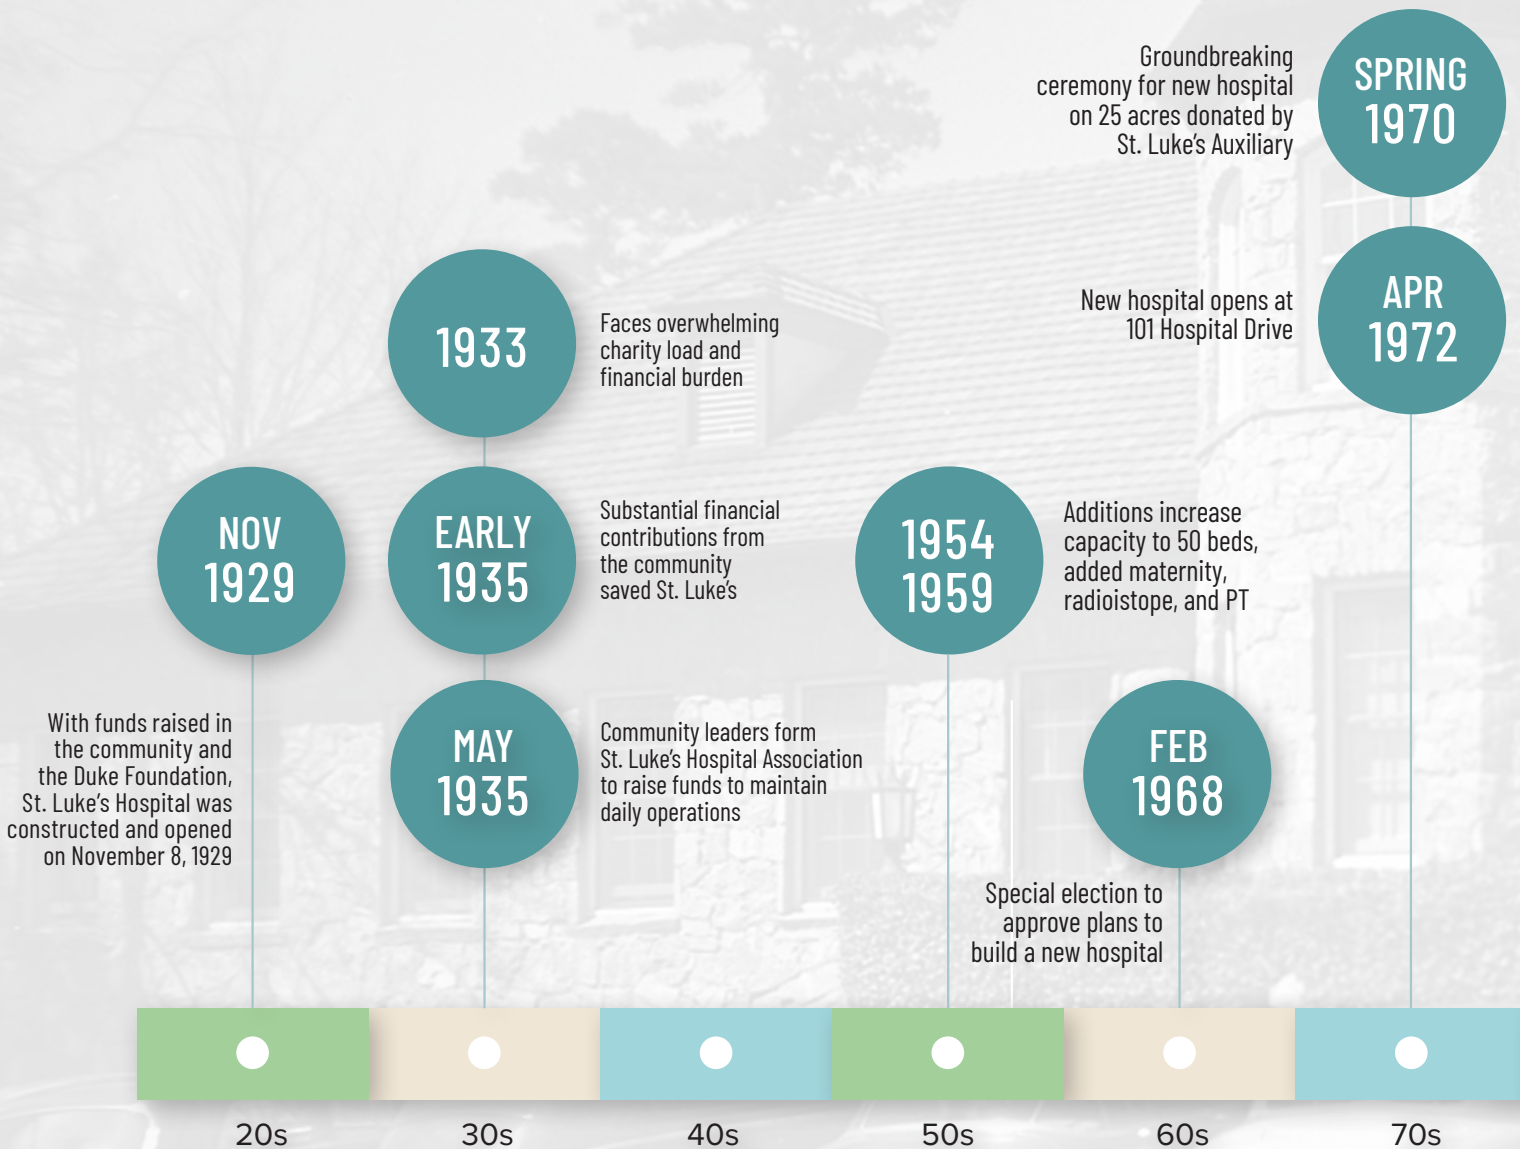 NOV
1929
With funds raised in
the community and
the Duke Foundation,
St. Luke's Hospital was
constructed and opened
on November 8, 1929
1933
Faces overwhelming
charity load and
financial burden
EARLY
1935
Substantial financial
contributions from
the community
saved St. Luke's
MAY
1935
Community leaders form
St. Luke's Hospital Association
to raise funds to maintain
daily operations
1954
1959
Additions increase
capacity to 50 beds,
added maternity,
radioistope, and PT
FEB
1968
Special election to
approve plans to
build a new hospital
SPRING
1970
Groundbreaking
ceremony for new hospital
on 25 acres donated by
St. Luke's Auxiliary
APR
1972
New hospital opens at
101 Hospital Drive
20s
30s
40s
50s
60s
70s